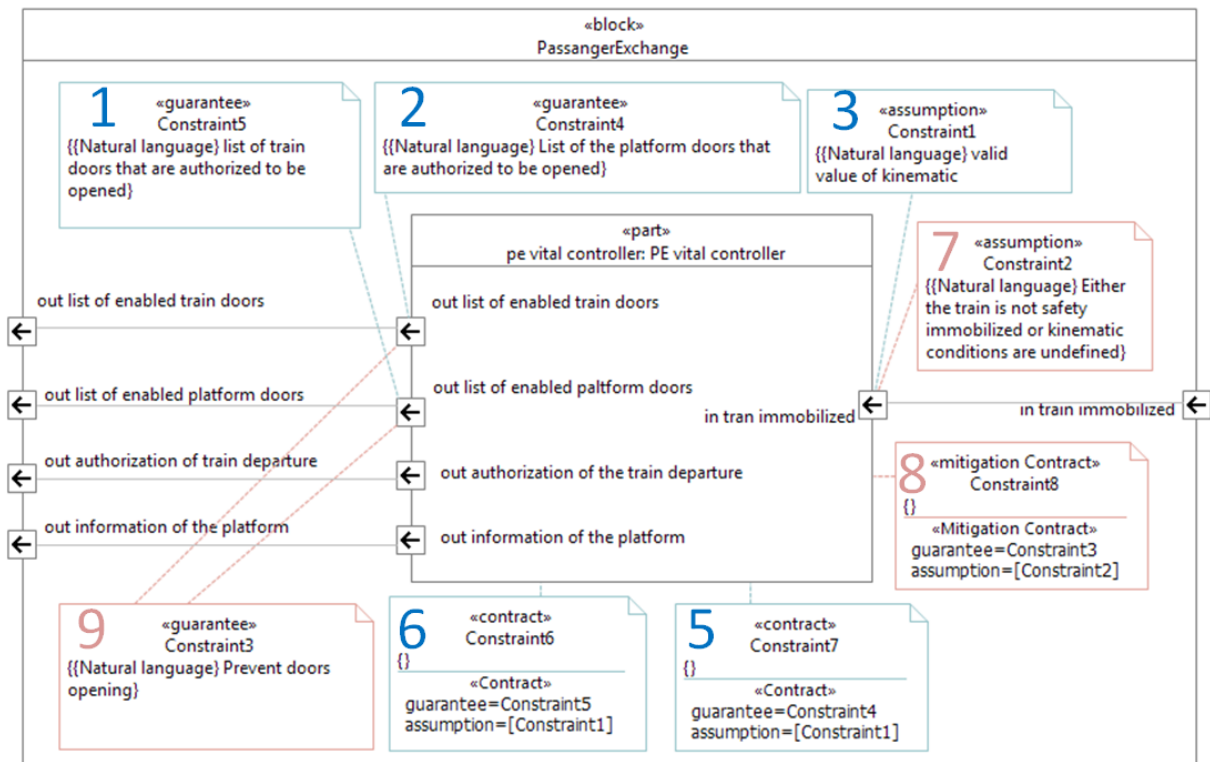 «block»
PassangerExchange
1
«guarantee»
Constraint5
{{Natural language} list of train
doors that are authorized to be
opened}
2
«guarantee»
Constraint4
{{Natural language} List of the platform doors that
are authorized to be opened}
3
«assumption»
Constraint1
{{Natural language} valid
value of kinematic
«part»
pe vital controller: PE vital controller
7
«assumption»
Constraint2
{{Natural language} Either
the train is not safety
immobilized or kinematic
conditions are undefined}
out list of enabled train doors
out list of enabled train doors
out list of enabled platform doors
out list of enabled paltform doors
in tran immobilized
in train immobilized
out authorization of train departure
out authorization of the train departure
out information of the platform
out information of the platform
8
«mitigation Contract»
Constraint8
{}
«Mitigation Contract»
guarantee=Constraint3
assumption=[Constraint2]
9
«guarantee»
Constraint3
{{Natural language} Prevent doors
opening}
6
«contract»
Constraint6
{}
«Contract»
guarantee=Constraint5
assumption=[Constraint1]
5
«contract»
Constraint7
{}
«Contract»
guarantee=Constraint4
assumption=[Constraint1]